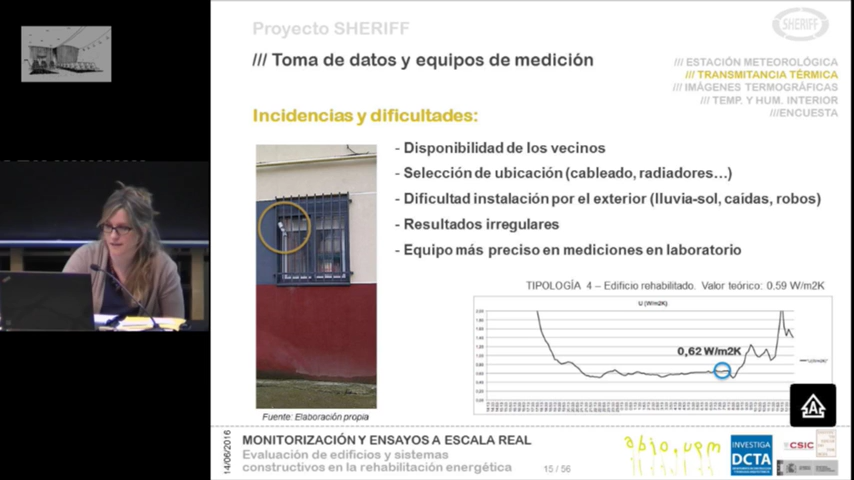 Proyecto SHERIFF
SHERIFF
/// Toma de datos y equipos de medición
/// ESTACIÓN METEOROLÓGICA
/// TRANSMITANCIA TÉRMICA
/// IMÁGENES TERMOGRÁFICAS
/// TEMP. Y HUM. INTERIOR
///ENCUESTA
Incidencias y dificultades:
- Disponibilidad de los vecinos
- Selección de ubicación (cableado, radiadores...)
- Dificultad instalación por el exterior (lluvia-sol, caídas, robos)
- Resultados irregulares
- Equipo más preciso en mediciones en laboratorio
TIPOLOGÍA 4 – Edificio rehabilitado. Valor teórico: 0.59 W/m2K
U (W/m2K)
0,62 W/m2K
Fuente: Elaboración propia
14/06/2016
MONITORIZACIÓN Y ENSAYOS A ESCALA REAL
Evaluación de edificios y sistemas
constructivos en la rehabilitación energética
15 / 56
abio.upm
INVESTIGA
DCTA
CSIC